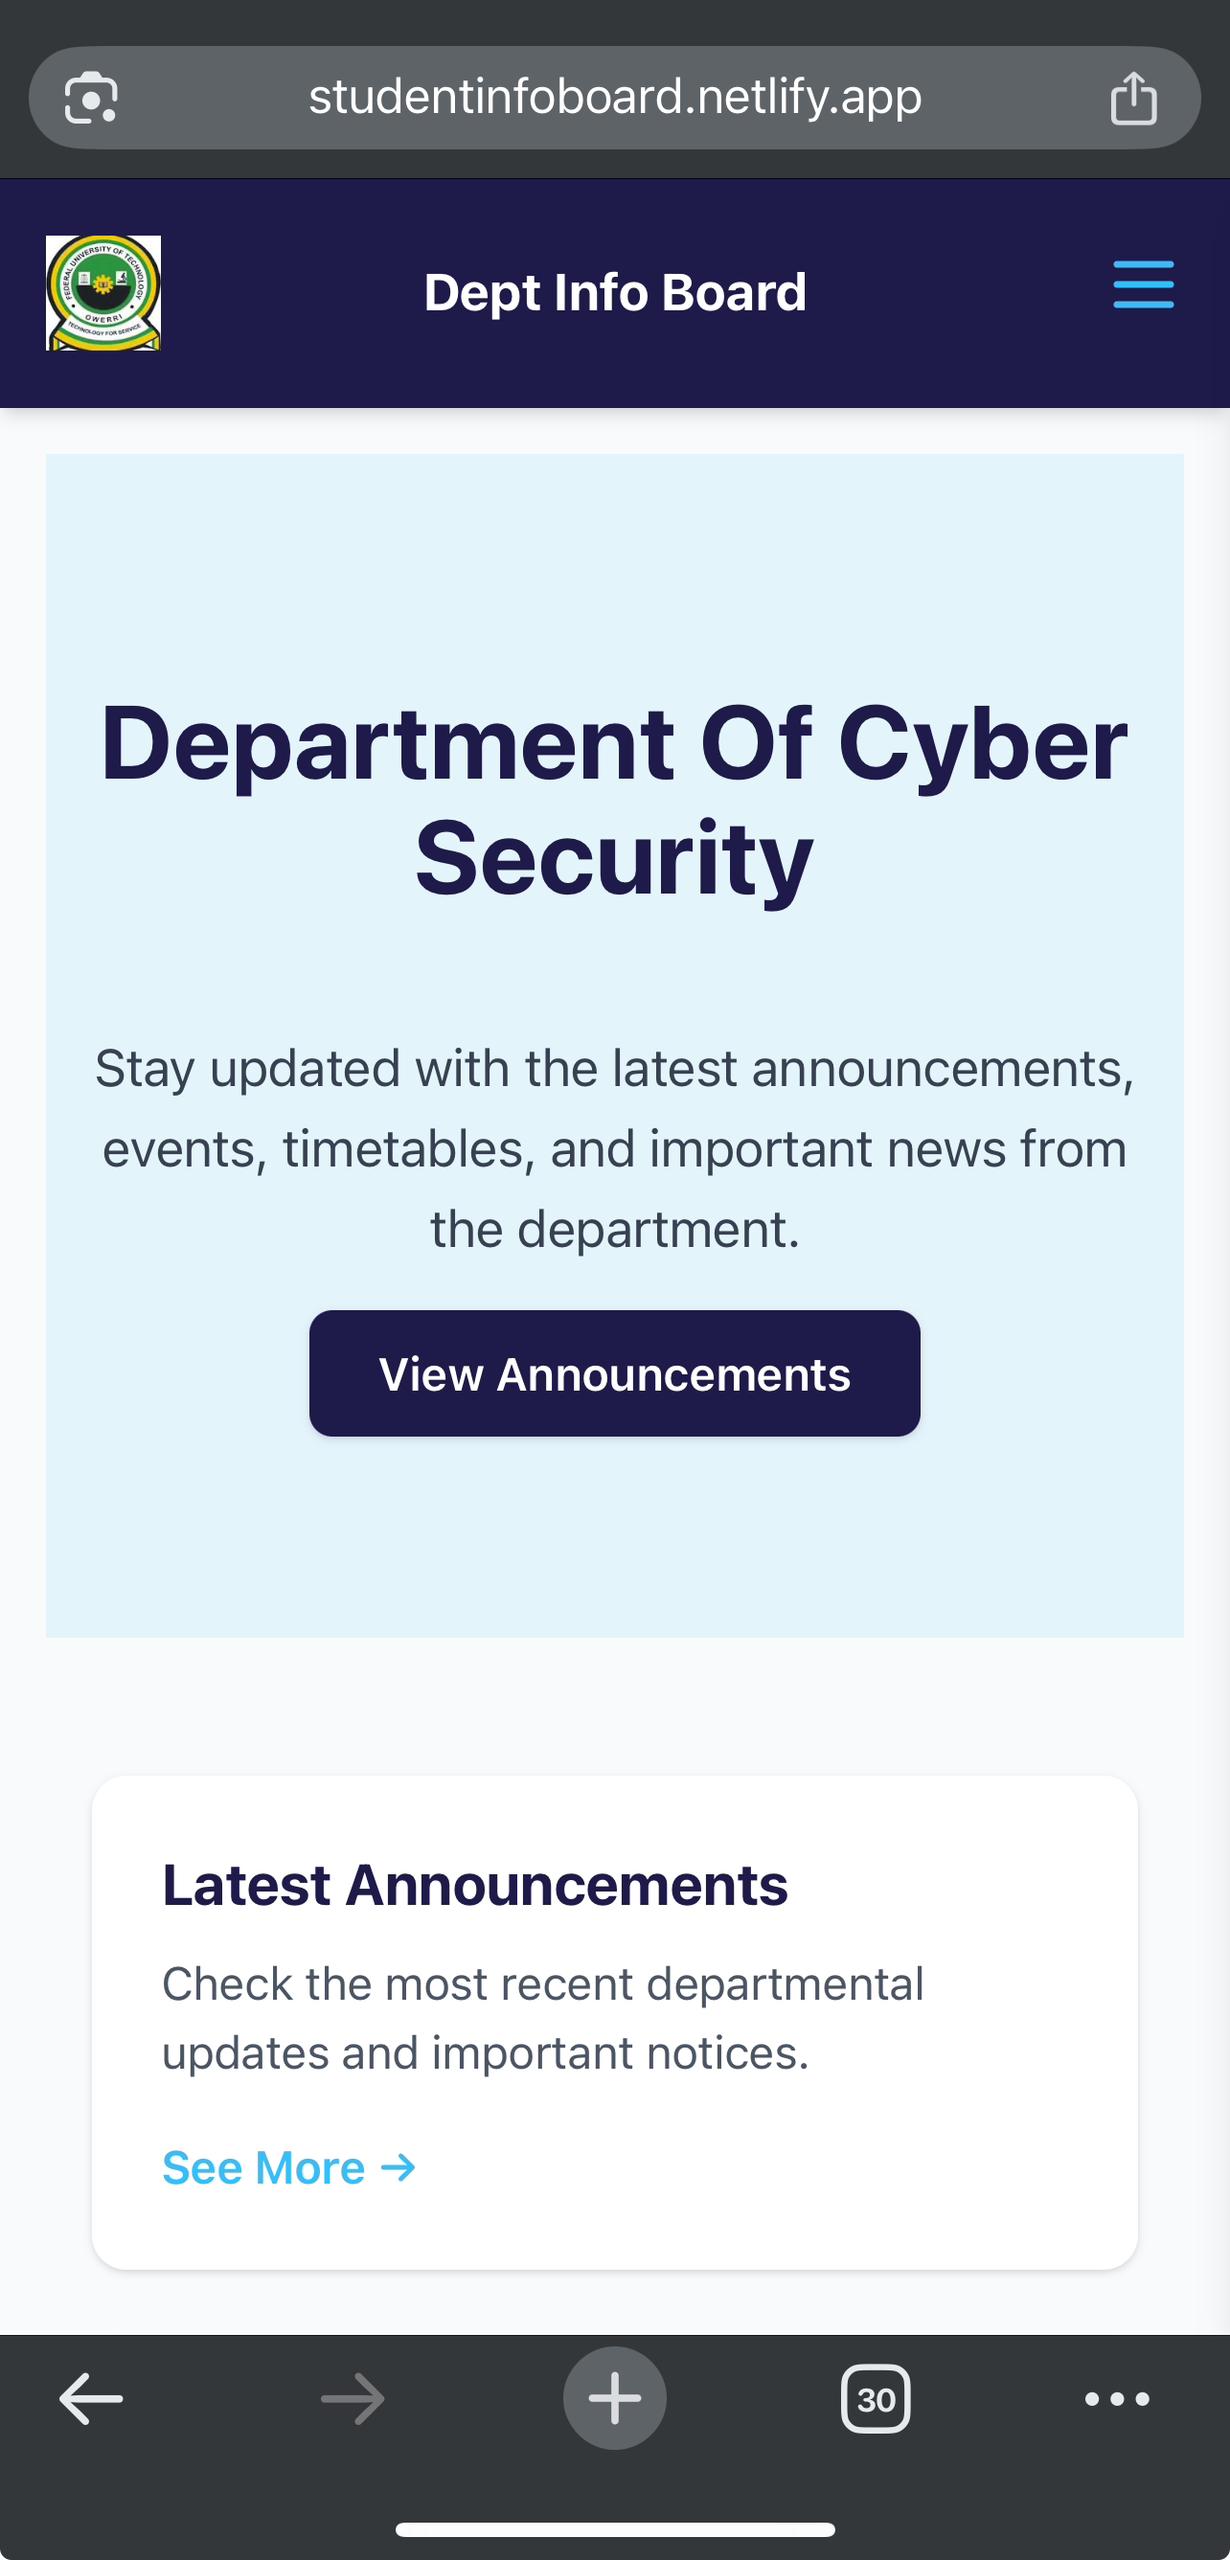 studentinfoboard.netlify.app
FEDERAL UNIVERSITY OF TECHNOLOGY
OWERRI
TECHNOLOGY FOR SERVICE
Dept Info Board
Department Of Cyber
Security
Stay updated with the latest announcements,
events, timetables, and important news from
the department.
View Announcements
Latest Announcements
Check the most recent departmental
updates and important notices.
See More →
30